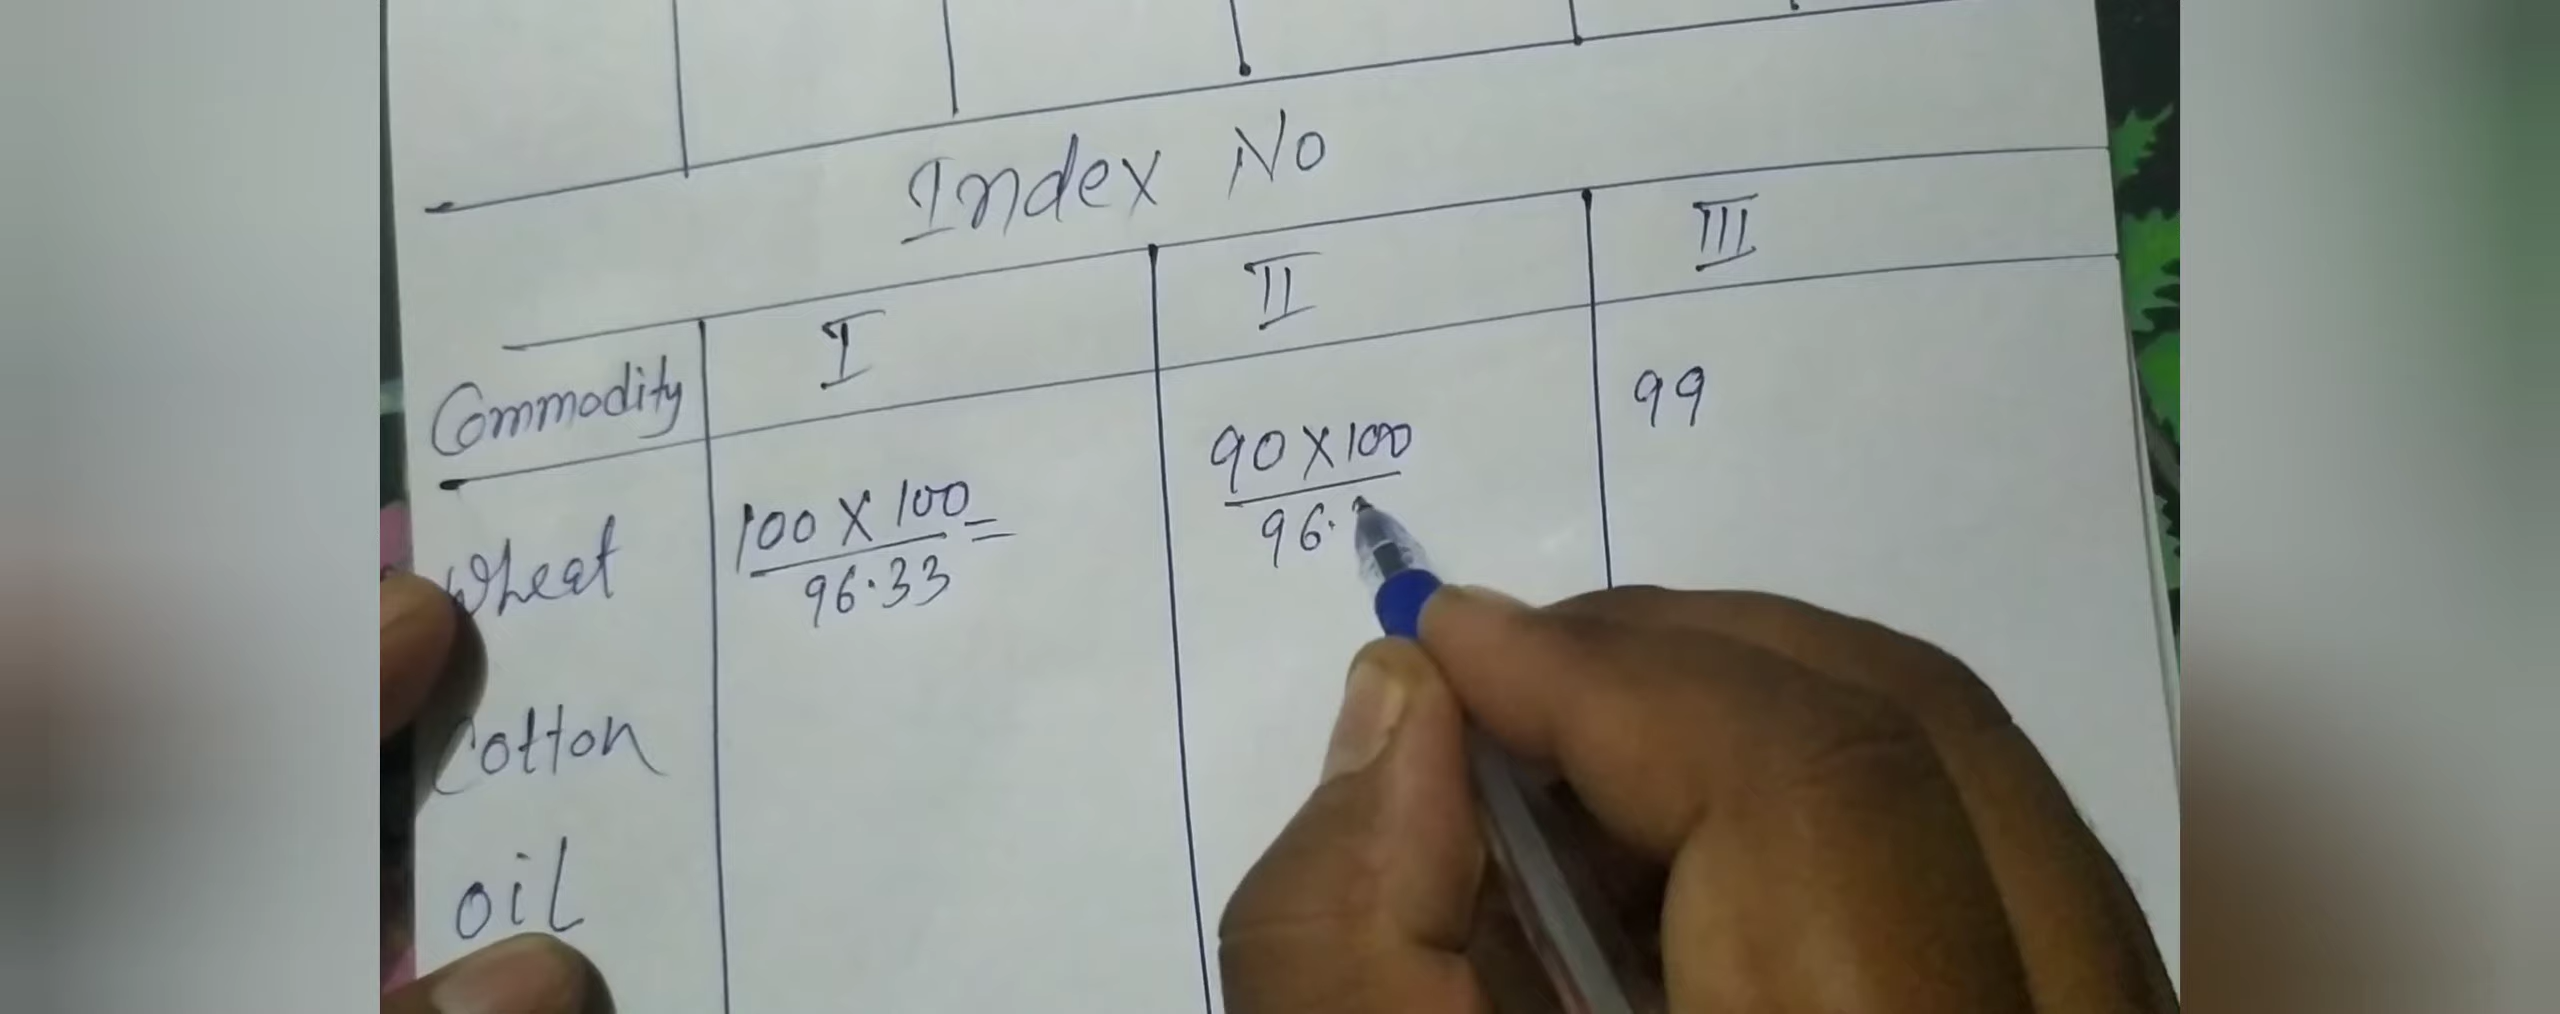 Index No
Commodity I II III
Wheat 100 X 100 = 90 X 100 99
96.33 96.
Cotton
oil